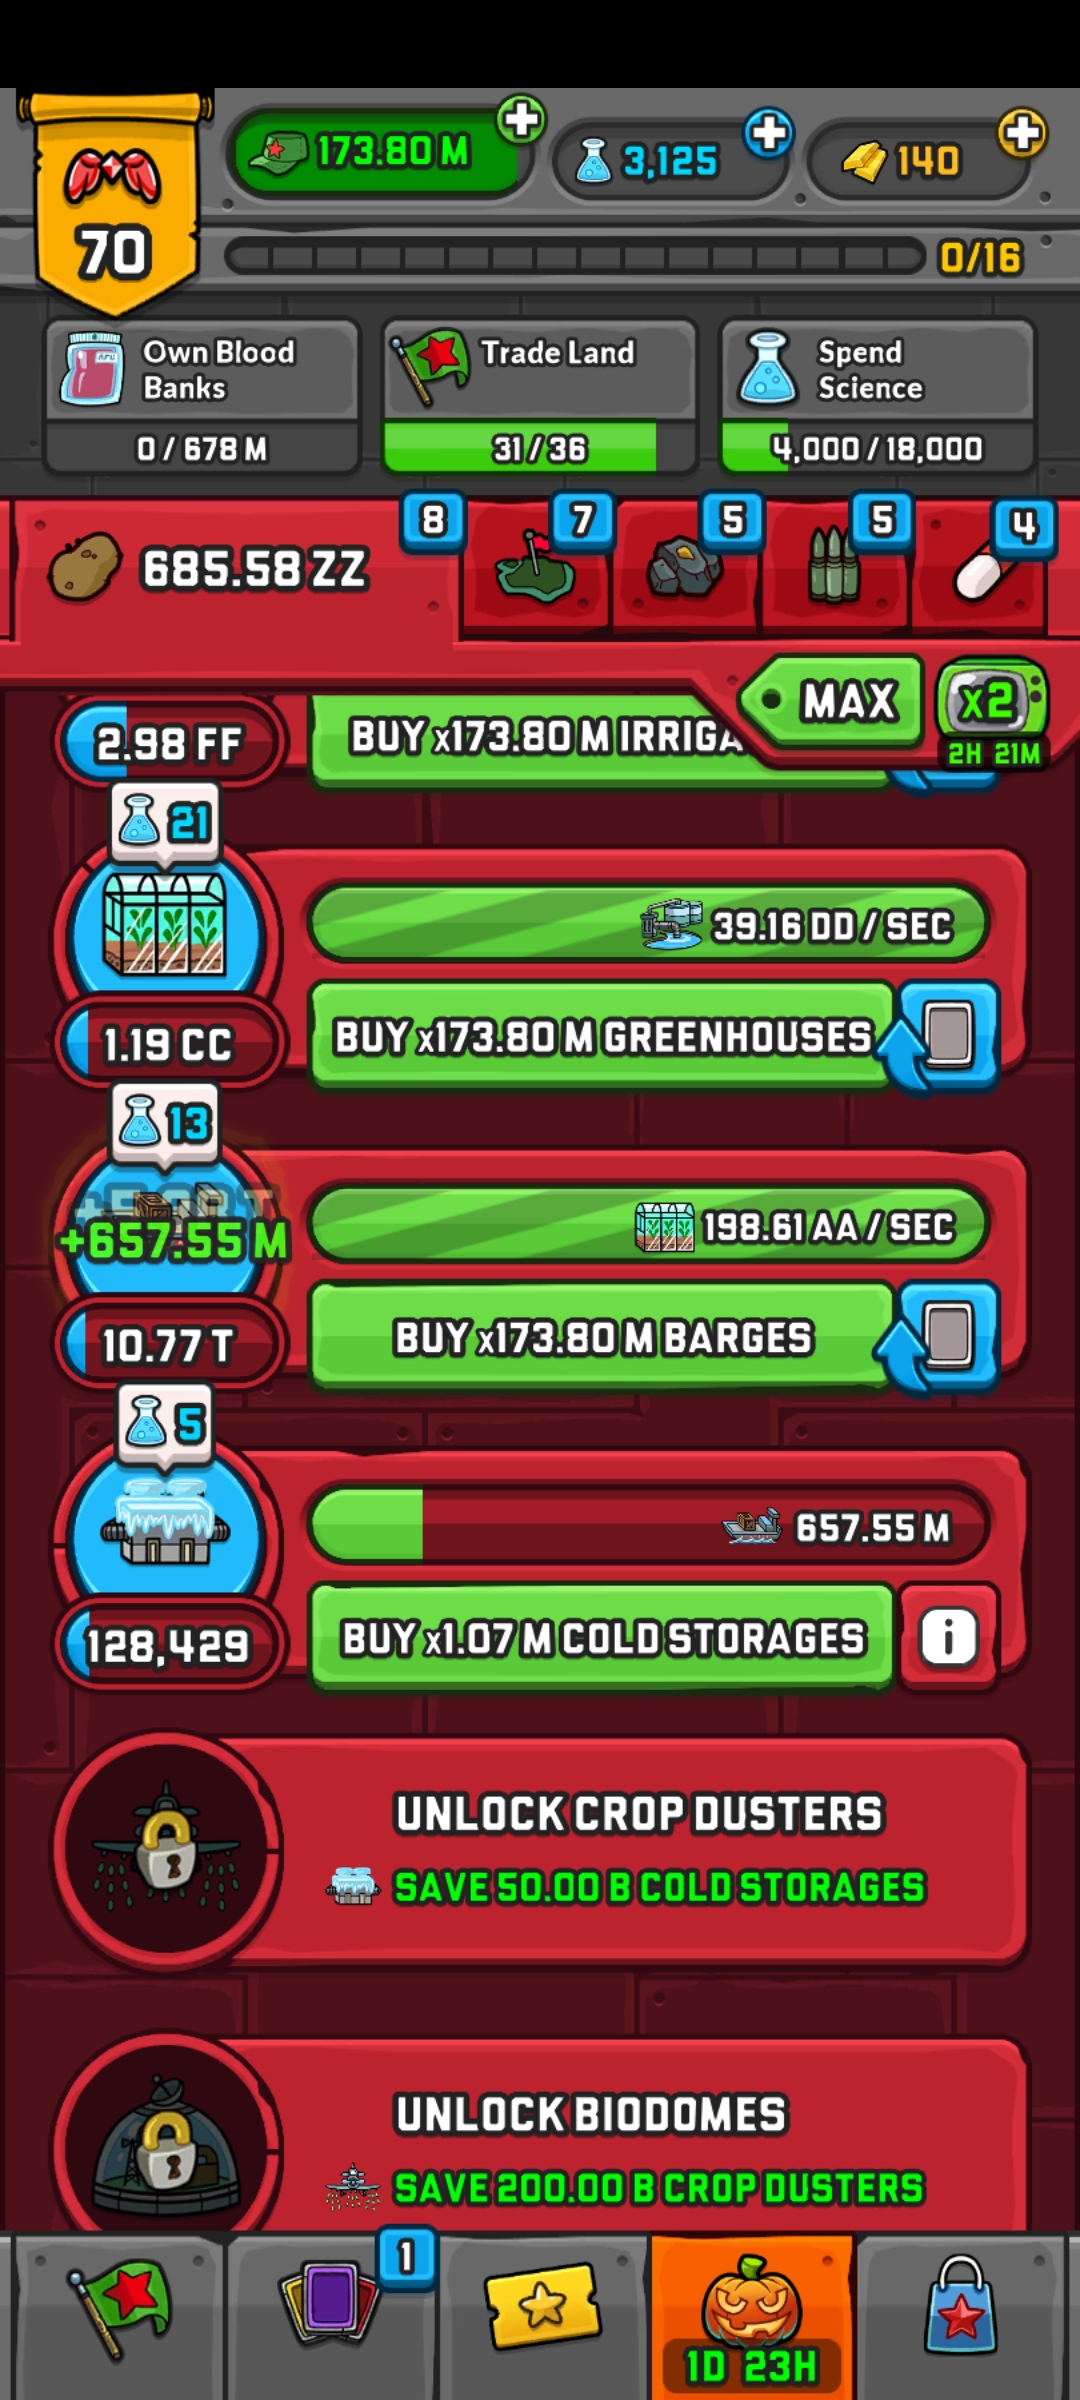 70
173.80 M
3,125
140
0/16
Own Blood
Banks
0 / 678 M
Trade Land
31 / 36
Spend
Science
4,000 / 18,000
685.58 ZZ
8
7
5
5
4
MAX
x2
2H 21M
2.98 FF
BUY x173.80 M IRRIGA
21
39.16 DD / SEC
1.19 CC
BUY x173.80 M GREENHOUSES
13
+657.55 M
198.61 AA / SEC
10.77 T
BUY x173.80 M BARGES
5
657.55 M
128,429
BUY x1.07 M COLD STORAGES
i
UNLOCK CROP DUSTERS
SAVE 50.00 B COLD STORAGES
UNLOCK BIODOMES
SAVE 200.00 B CROP DUSTERS
1
1D 23H